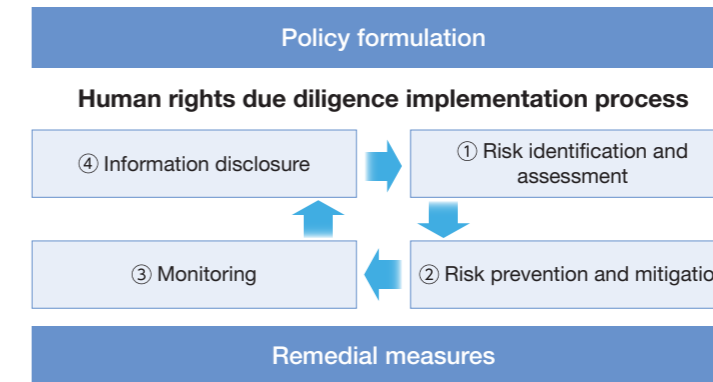 Policy formulation
Human rights due diligence implementation process
④ Information disclosure
① Risk identification and
assessment
③ Monitoring
② Risk prevention and mitigatio
Remedial measures